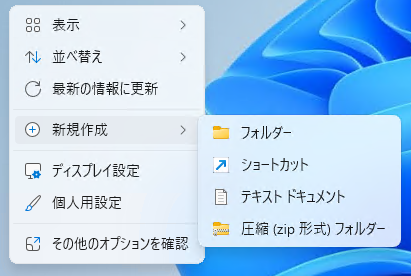 表示
並べ替え
最新の情報に更新
新規作成
フォルダー
ショートカット
テキスト ドキュメント
圧縮 (zip 形式) フォルダー
ディスプレイ設定
個人用設定
その他のオプションを確認